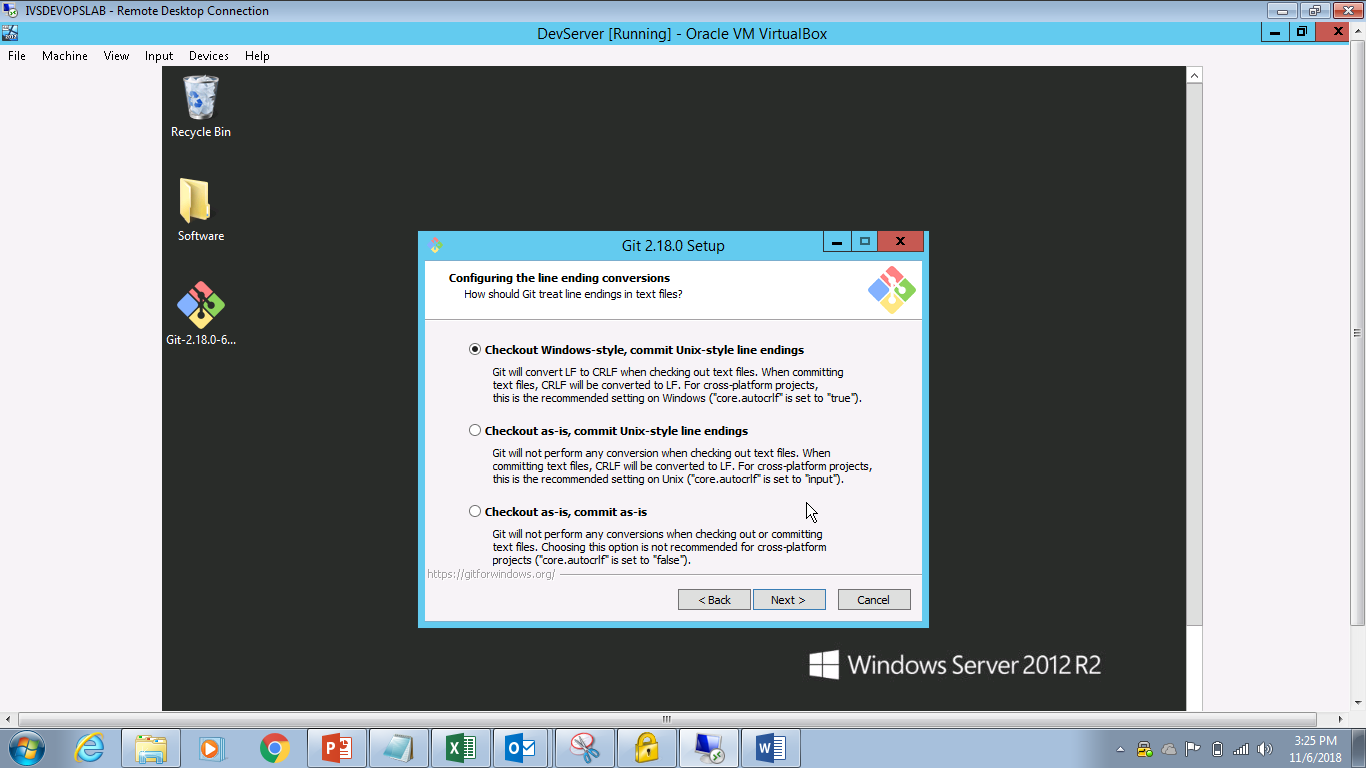 IVSDEVOPSLAB - Remote Desktop Connection
DevServer [Running] - Oracle VM VirtualBox
File Machine View Input Devices Help
Recycle Bin
Software
Git-2.18.0-6...
Git 2.18.0 Setup
Configuring the line ending conversions
How should Git treat line endings in text files?
Checkout Windows-style, commit Unix-style line endings
Git will convert LF to CRLF when checking out text files. When committing
text files, CRLF will be converted to LF. For cross-platform projects,
this is the recommended setting on Windows ("core.autocrlf" is set to "true").
Checkout as-is, commit Unix-style line endings
Git will not perform any conversion when checking out text files. When
committing text files, CRLF will be converted to LF. For cross-platform projects,
this is the recommended setting on Unix ("core.autocrlf" is set to "input").
Checkout as-is, commit as-is
Git will not perform any conversions when checking out or committing
text files. Choosing this option is not recommended for cross-platform
projects ("core.autocrlf" is set to "false").
https://gitforwindows.org/
< Back Next > Cancel
Windows Server 2012 R2
3:25 PM
11/6/2018